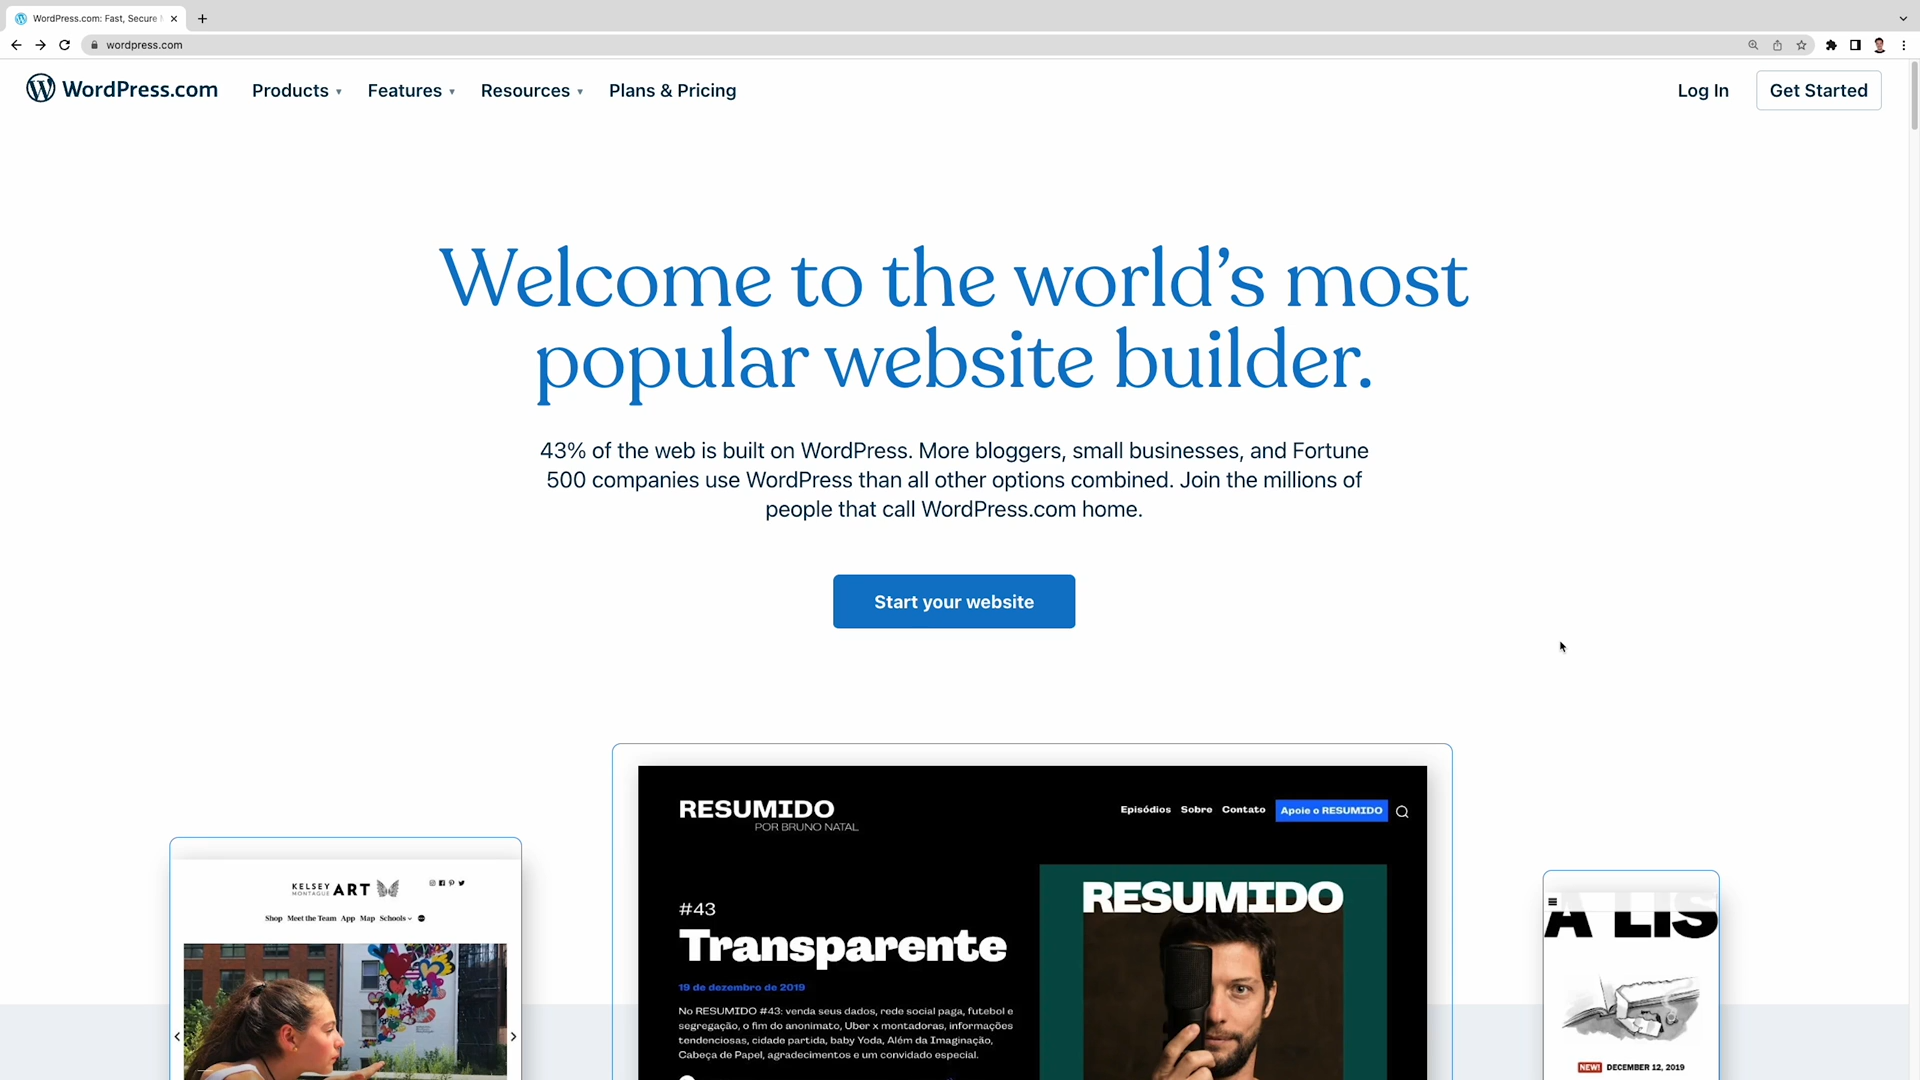 WordPress.com: Fast, Secure
wordpress.com
WordPress.com Products Features Resources Plans & Pricing Log In Get Started
Welcome to the world's most
popular website builder.
43% of the web is built on WordPress. More bloggers, small businesses, and Fortune
500 companies use WordPress than all other options combined. Join the millions of
people that call WordPress.com home.
Start your website
KELSEY MONTAGUE ART
Shop Meet the Team App Map Schools
RESUMIDO
POR BRUNO NATAL
Episódios Sobre Contato Apoie o RESUMIDO
#43
Transparente
19 de dezembro de 2019
No RESUMIDO #43: venda seus dados, rede social paga, futebol e
segregação, o fim do anonimato, Uber x montadoras, informações
tendenciosas, cidade partida, baby Yoda, Além da Imaginação,
Cabeça de Papel, agradecimentos e um convidado especial.
RESUMIDO
A LIS
NEW! DECEMBER 12, 2019